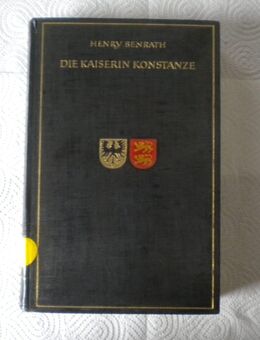 HENRY BENRATH
DIE KAISERIN KONSTANZE